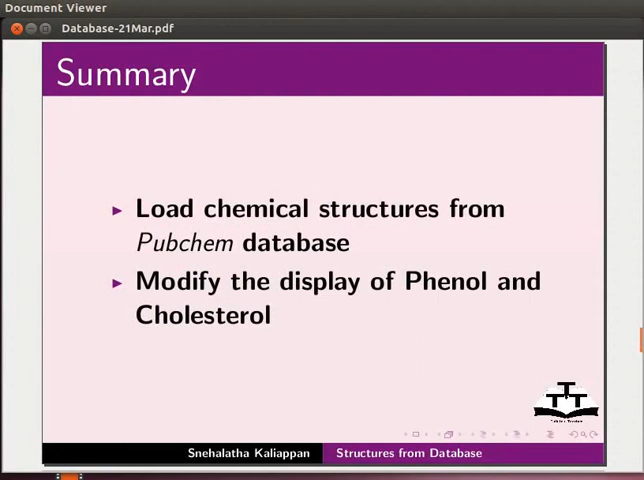 Document Viewer
Database-21Mar.pdf
Summary
Load chemical structures from
Pubchem database
Modify the display of Phenol and
Cholesterol
Snehalatha Kaliappan
Structures from Database